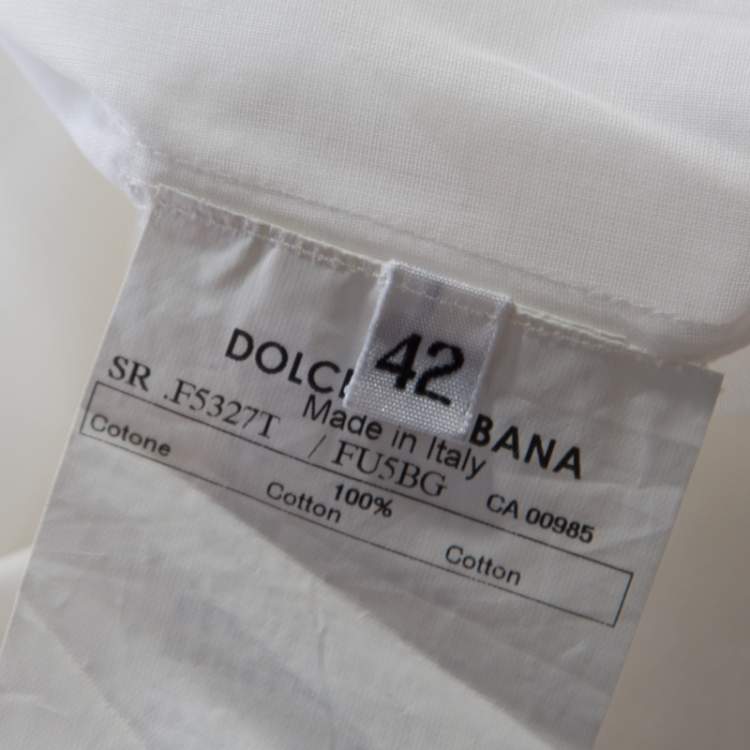 42
DOLC BANA
Made in Italy
SR .F5327T / FU5BG CA 00985
100%
Cotone Cotton Cotton